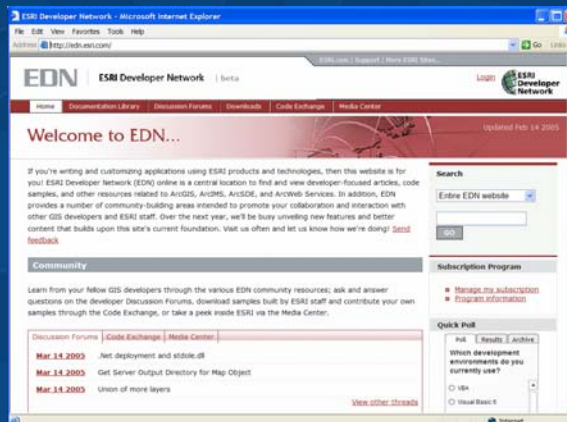 ESRI Developer Network - Microsoft Internet Explorer
File Edit View Favorites Tools Help
Address http://edn.esri.com/ Go Links
ESRI.com | Support | More ESRI Sites...
EDN ESRI Developer Network | beta
Login
ESRI Developer Network
Home Documentation Library Discussion Forums Downloads Code Exchange Media Center
Welcome to EDN...
Updated Feb 14 2005
If you're writing and customizing applications using ESRI products and technologies, then this website is for
you! ESRI Developer Network (EDN) online is a central location to find and view developer-focused articles, code
samples, and other resources related to ArcGIS, ArcIMS, ArcSDE, and ArcWeb Services. In addition, EDN
provides a number of community-building areas intended to promote your collaboration and interaction with
other GIS developers and ESRI staff. Over the next year, we'll be busy unveiling new features and better
content that builds upon this site's current foundation. Visit us often and let us know how we're doing! Send
feedback
Community
Learn from your fellow GIS developers through the various EDN community resources; ask and answer
questions on the developer Discussion Forums, download samples built by ESRI staff and contribute your own
samples through the Code Exchange, or take a peek inside ESRI via the Media Center.
Discussion Forums Code Exchange Media Center
Mar 14 2005 .Net deployment and stdole.dll
Mar 14 2005 Get Server Output Directory for Map Object
Mar 14 2005 Union of more layers
View other threads
Search
Entire EDN website
GO
Subscription Program
Manage my subscription
Program information
Quick Poll
Poll Results Archive
Which development
environments do you
currently use?
VBA
Visual Basic 6
Internet